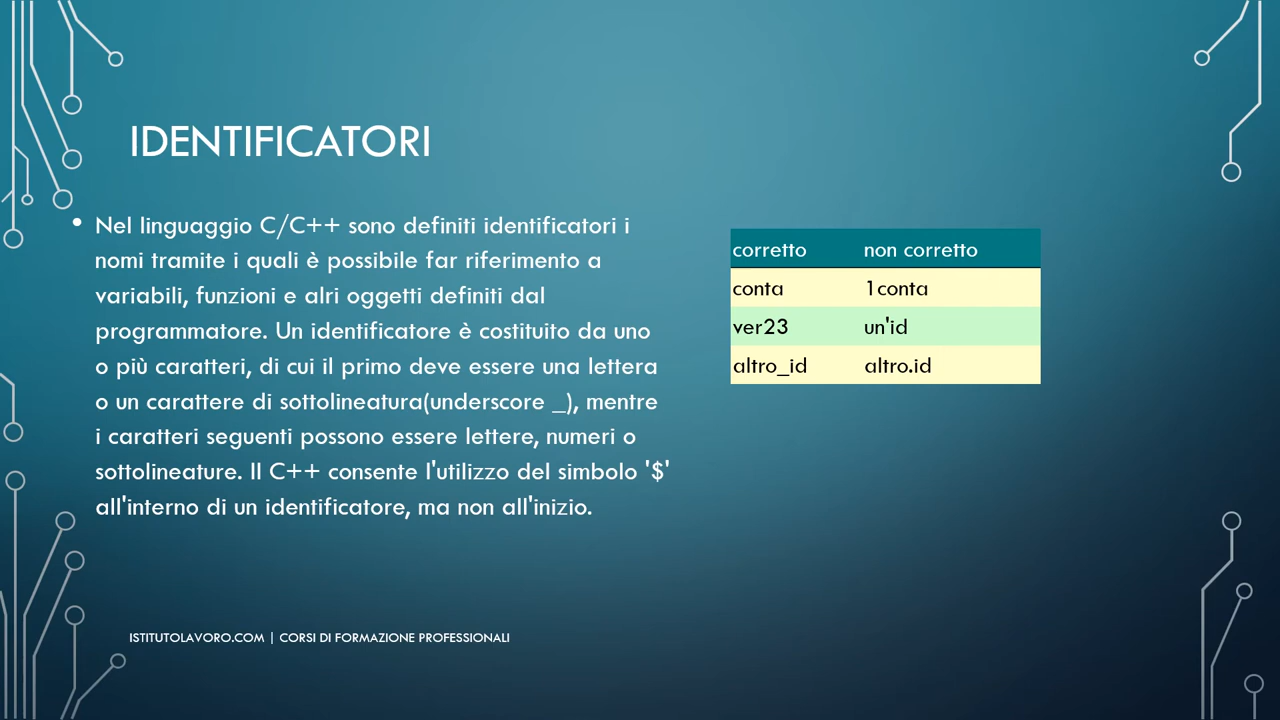 IDENTIFICATORI
• Nel linguaggio C/C++ sono definiti identificatori i
nomi tramite i quali è possibile far riferimento a
variabili, funzioni e alri oggetti definiti dal
programmatore. Un identificatore è costituito da uno
o più caratteri, di cui il primo deve essere una lettera
o un carattere di sottolineatura(underscore _), mentre
i caratteri seguenti possono essere lettere, numeri o
sottolineature. Il C++ consente l'utilizzo del simbolo '$'
all'interno di un identificatore, ma non all'inizio.
corretto non corretto
conta 1conta
ver23 un'id
altro_id altro.id
ISTITUTOLAVORO.COM | CORSI DI FORMAZIONE PROFESSIONALI